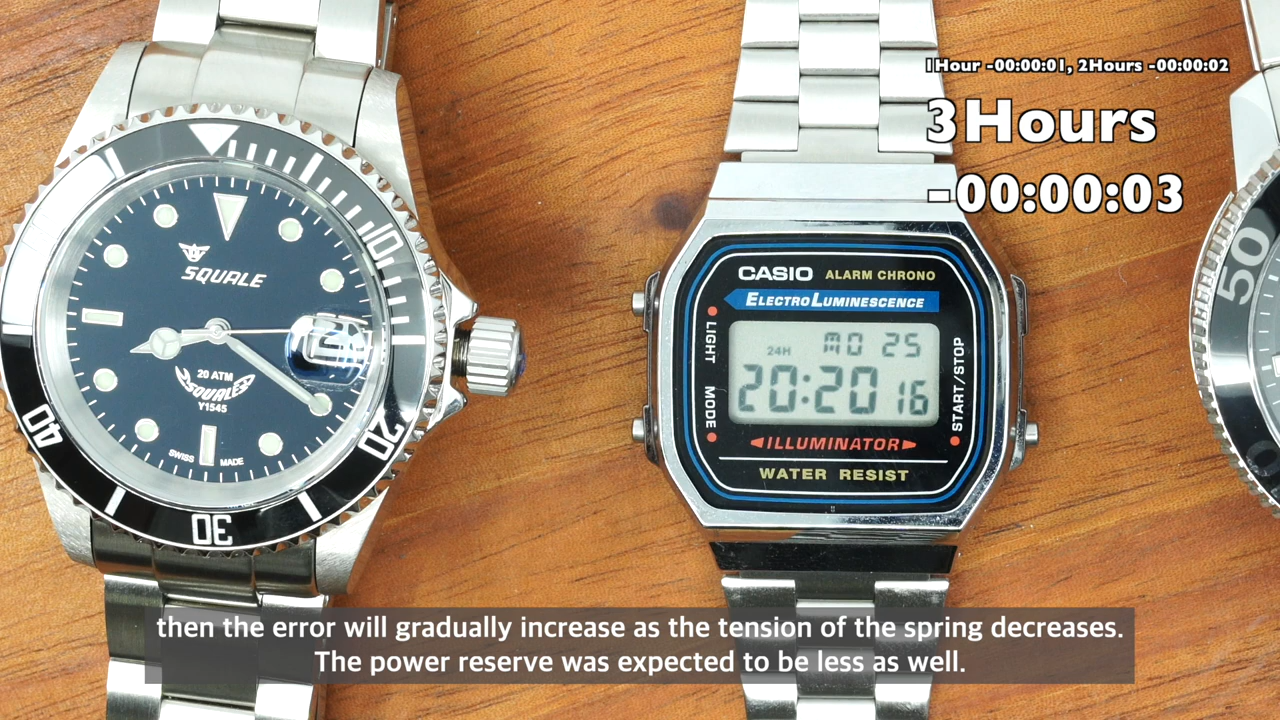 1Hour -00:00:01, 2Hours -00:00:02
3Hours
-00:00:03
10
20
30
40
SQUALE
20 ATM
SQUALE
Y1545
SWISS MADE
CASIO ALARM CHRONO
ELECTROLUMINESCENCE
LIGHT
MODE
START/STOP
24H MO 25
20:20 16
ILLUMINATOR
WATER RESIST
50
then the error will gradually increase as the tension of the spring decreases.
The power reserve was expected to be less as well.